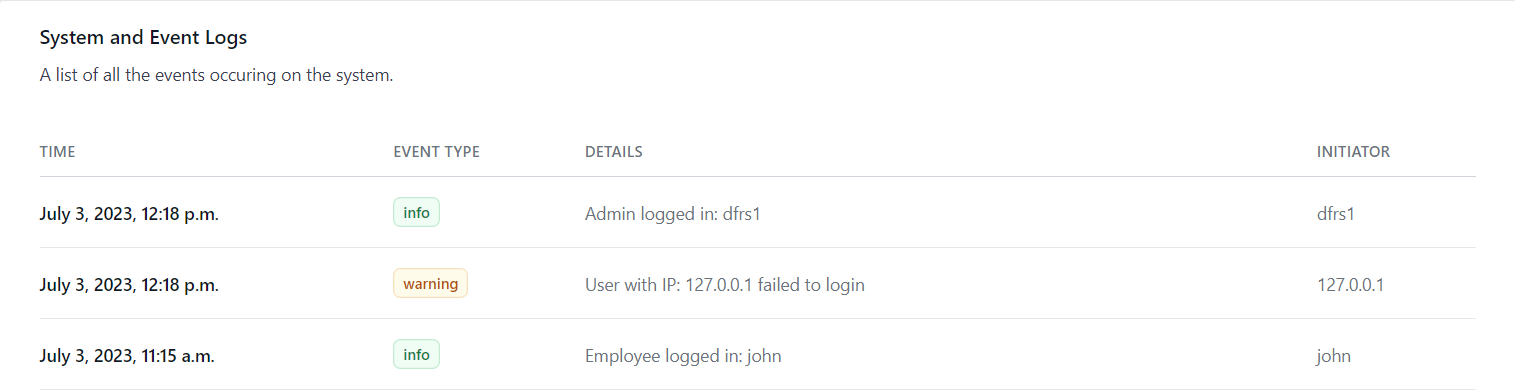 System and Event Logs
A list of all the events occuring on the system.
TIME EVENT TYPE DETAILS INITIATOR
July 3, 2023, 12:18 p.m. info Admin logged in: dfrs1 dfrs1
July 3, 2023, 12:18 p.m. warning User with IP: 127.0.0.1 failed to login 127.0.0.1
July 3, 2023, 11:15 a.m. info Employee logged in: john john